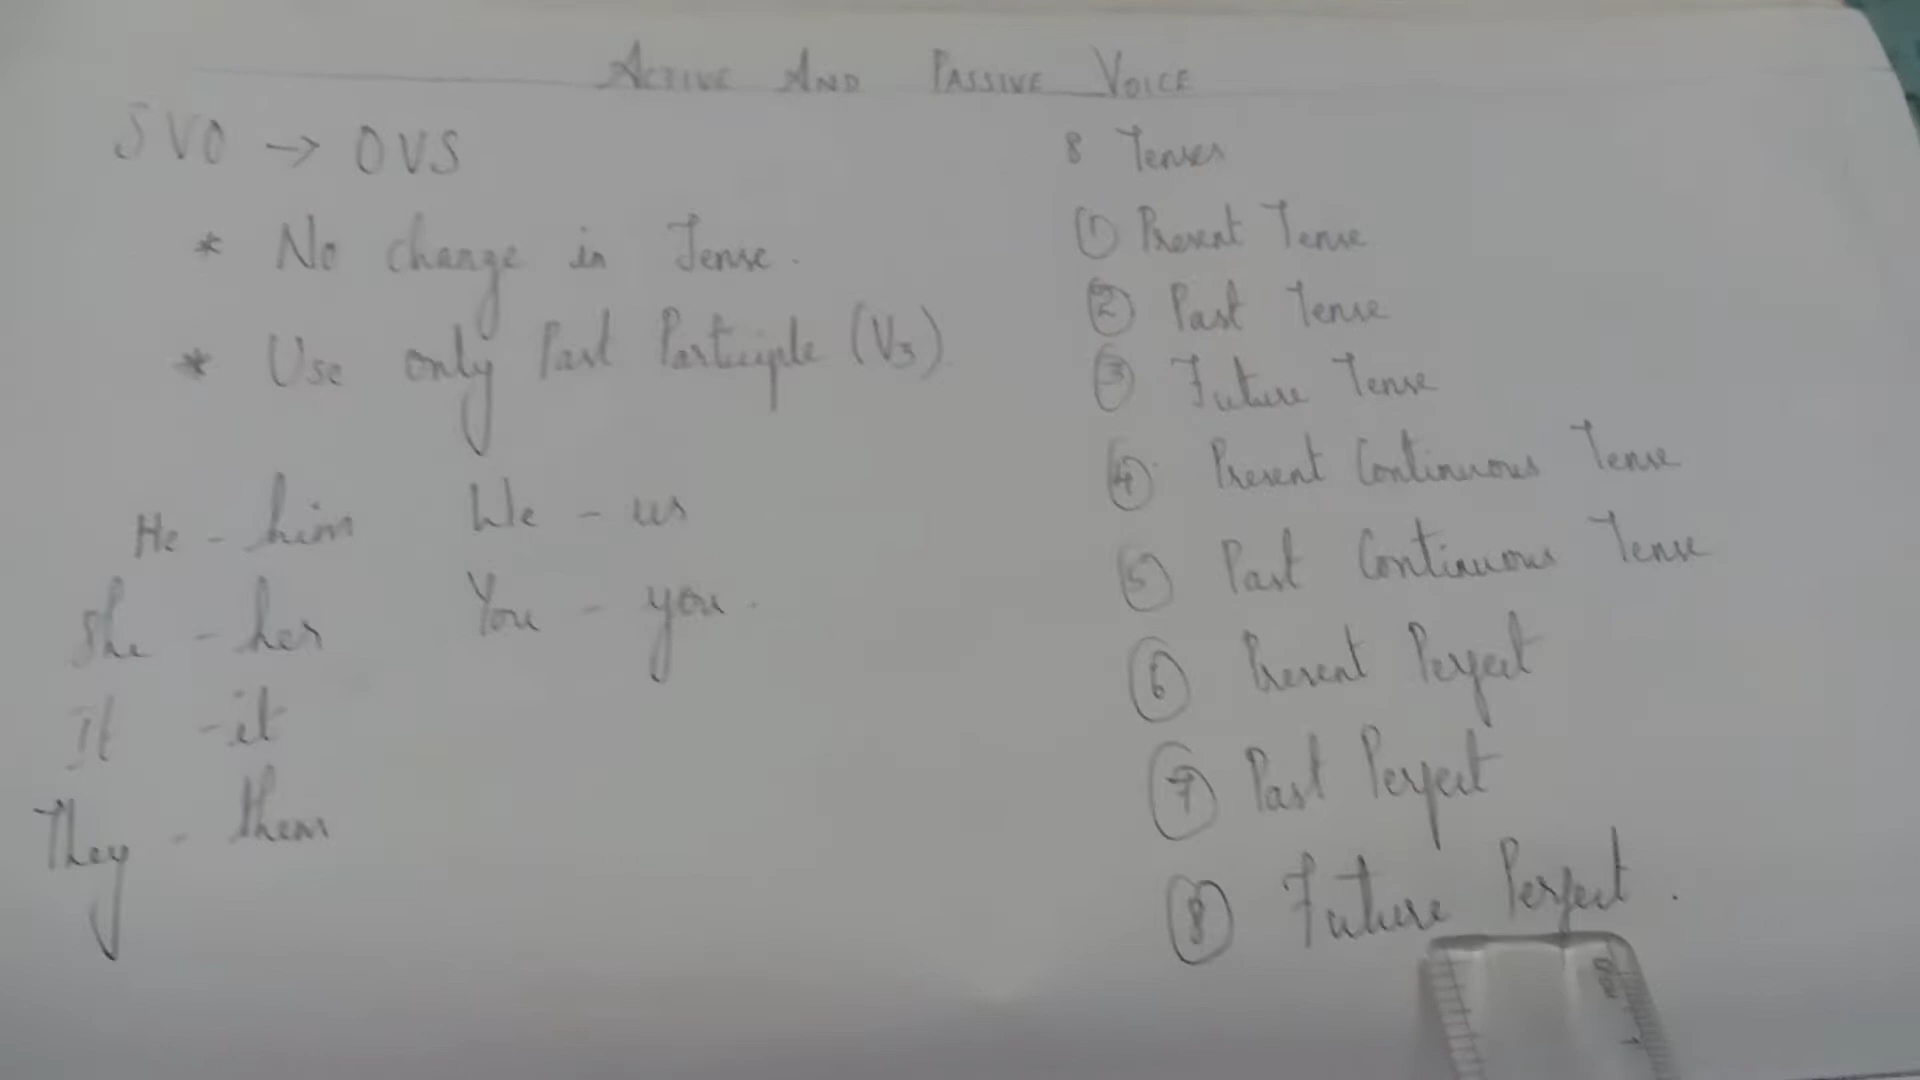 ACTIVE AND PASSIVE VOICE
SVO → OVS
* No change in Tense.
* Use only Past Participle (V3)
He - him We - us
She - her You - you.
It - it
They - them
8 Tenses
① Present Tense
② Past Tense
③ Future Tense
④ Present Continuous Tense
⑤ Past Continuous Tense
⑥ Present Perfect
⑦ Past Perfect
⑧ Future Perfect.